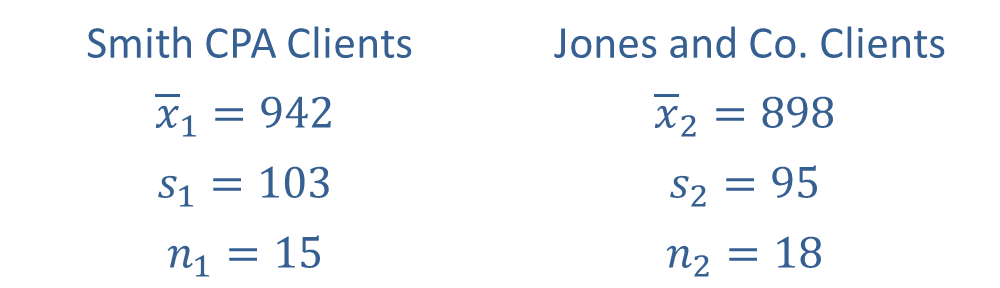 Smith CPA Clients
x̅₁ = 942
s₁ = 103
n₁ = 15
Jones and Co. Clients
x̅₂ = 898
s₂ = 95
n₂ = 18